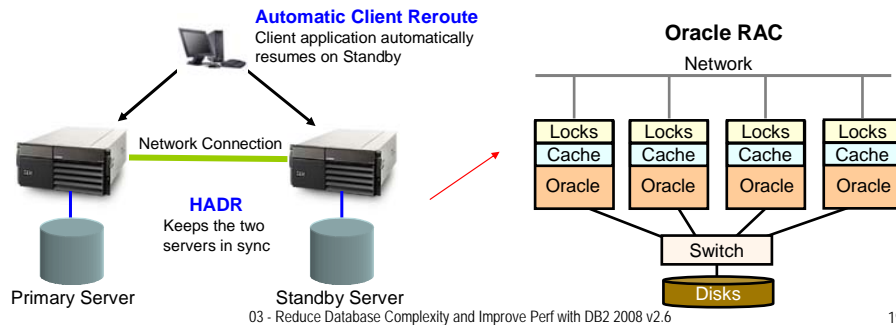 Automatic Client Reroute
Client application automatically
resumes on Standby
Network Connection
HADR
Keeps the two
servers in sync
Primary Server
Standby Server
Oracle RAC
Network
Locks
Cache
Oracle
Locks
Cache
Oracle
Locks
Cache
Oracle
Locks
Cache
Oracle
Switch
Disks
03 - Reduce Database Complexity and Improve Perf with DB2 2008 v2.6
1